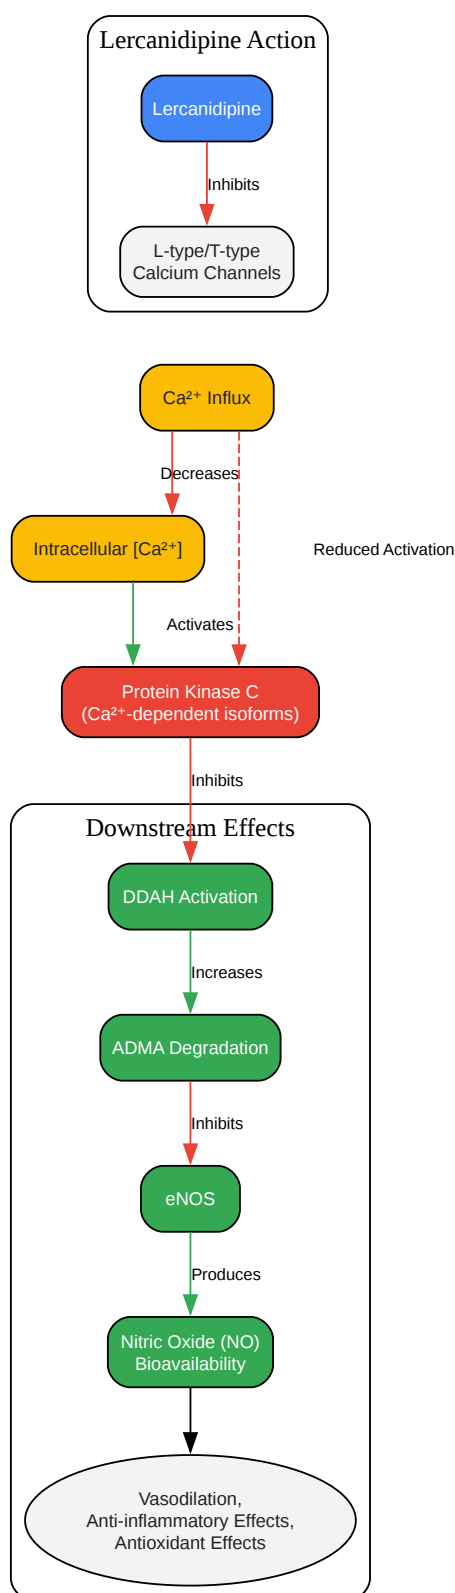 Lercanidipine Action
Lercanidipine
Inhibits
L-type/T-type
Calcium Channels
Ca²⁺ Influx
Decreases
Intracellular [Ca²⁺]
Reduced Activation
Activates
Protein Kinase C
(Ca²⁺-dependent isoforms)
Inhibits
Downstream Effects
DDAH Activation
Increases
ADMA Degradation
Inhibits
eNOS
Produces
Nitric Oxide (NO)
Bioavailability
Vasodilation,
Anti-inflammatory Effects,
Antioxidant Effects